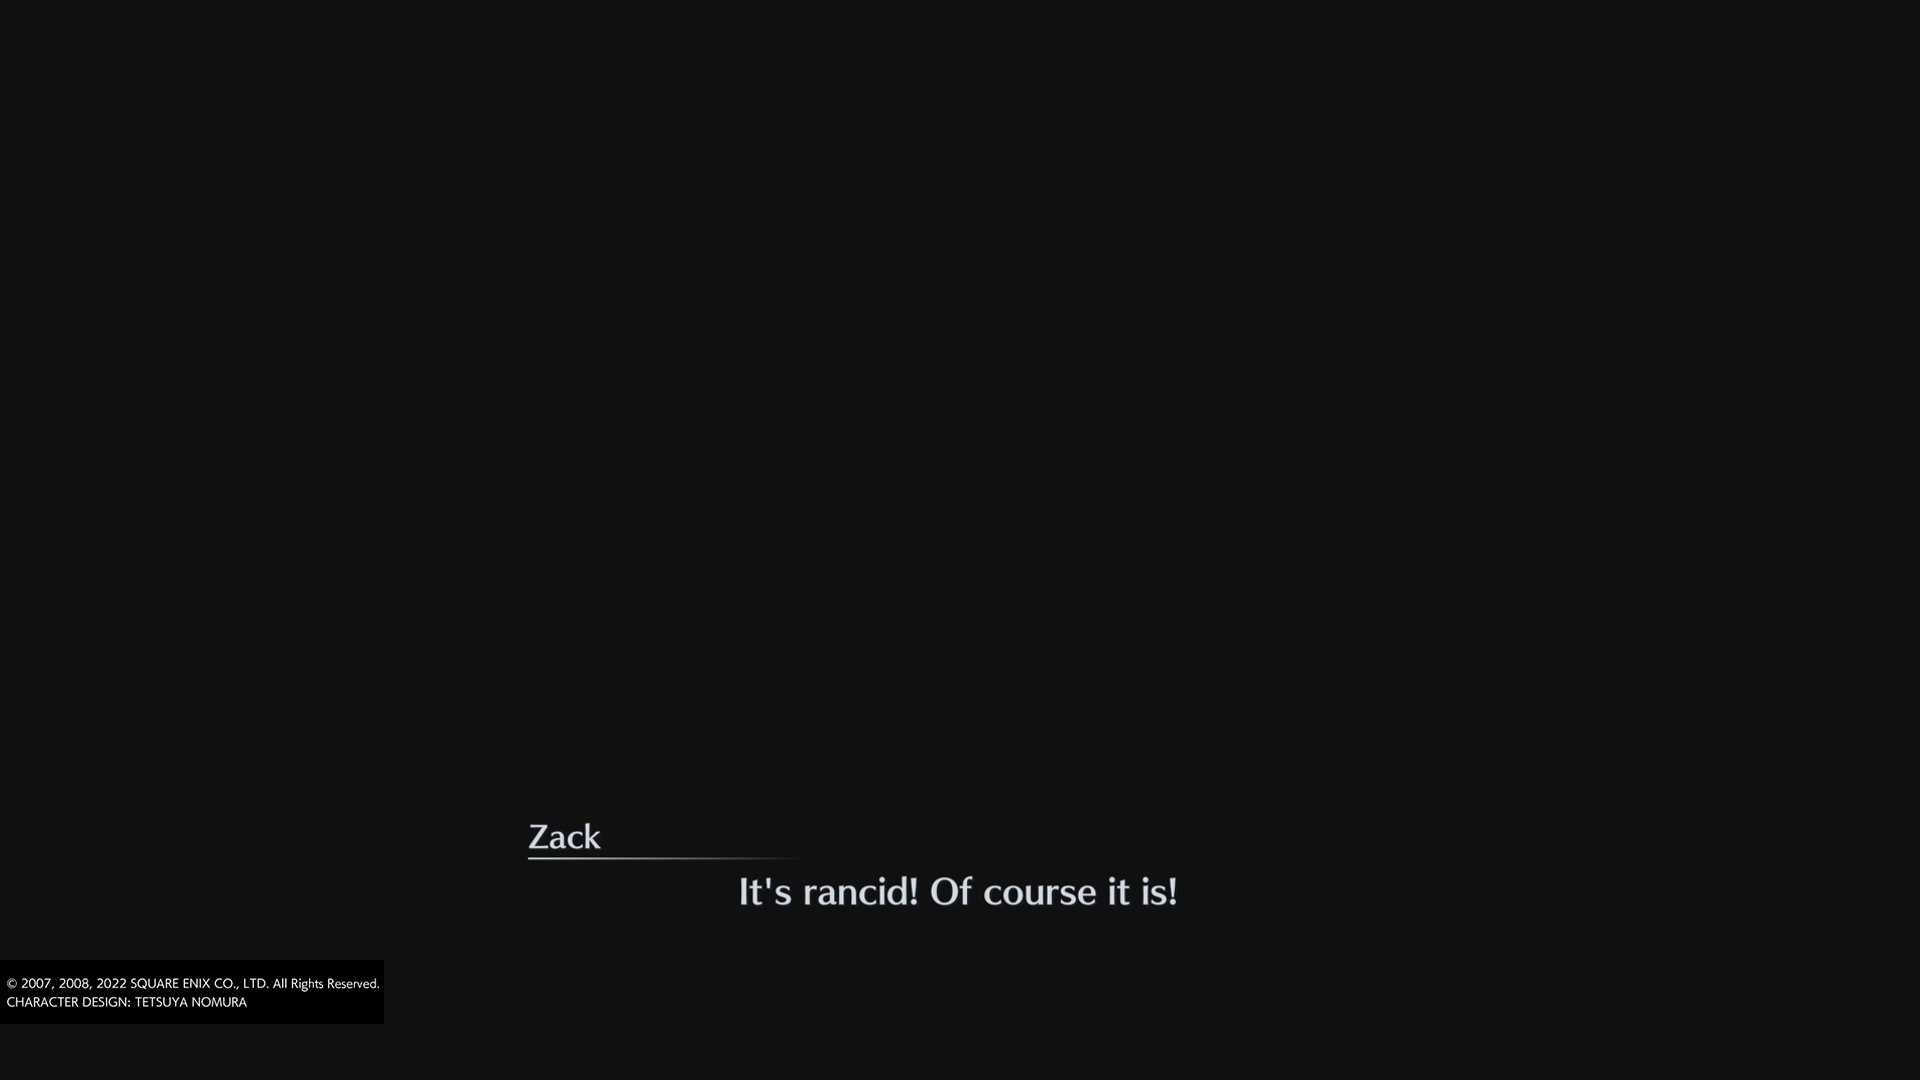 Zack
It's rancid! Of course it is!
© 2007, 2008, 2022 SQUARE ENIX CO., LTD. All Rights Reserved.
CHARACTER DESIGN: TETSUYA NOMURA